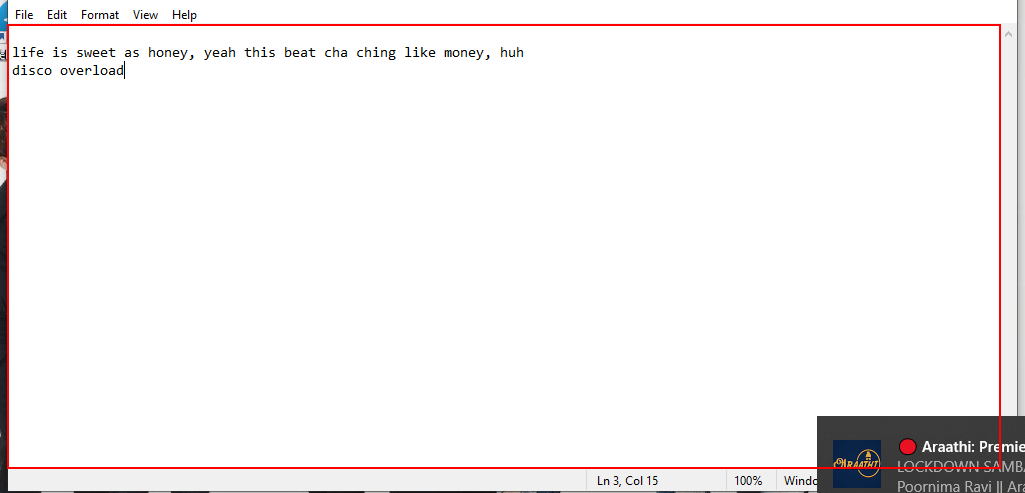 File Edit Format View Help
life is sweet as honey, yeah this beat cha ching like money, huh
disco overload
Ln 3, Col 15 100% Windo
ARAATHI
Araathi: Premie
LOCKDOWN SAMBA
Poornima Ravi || Ara